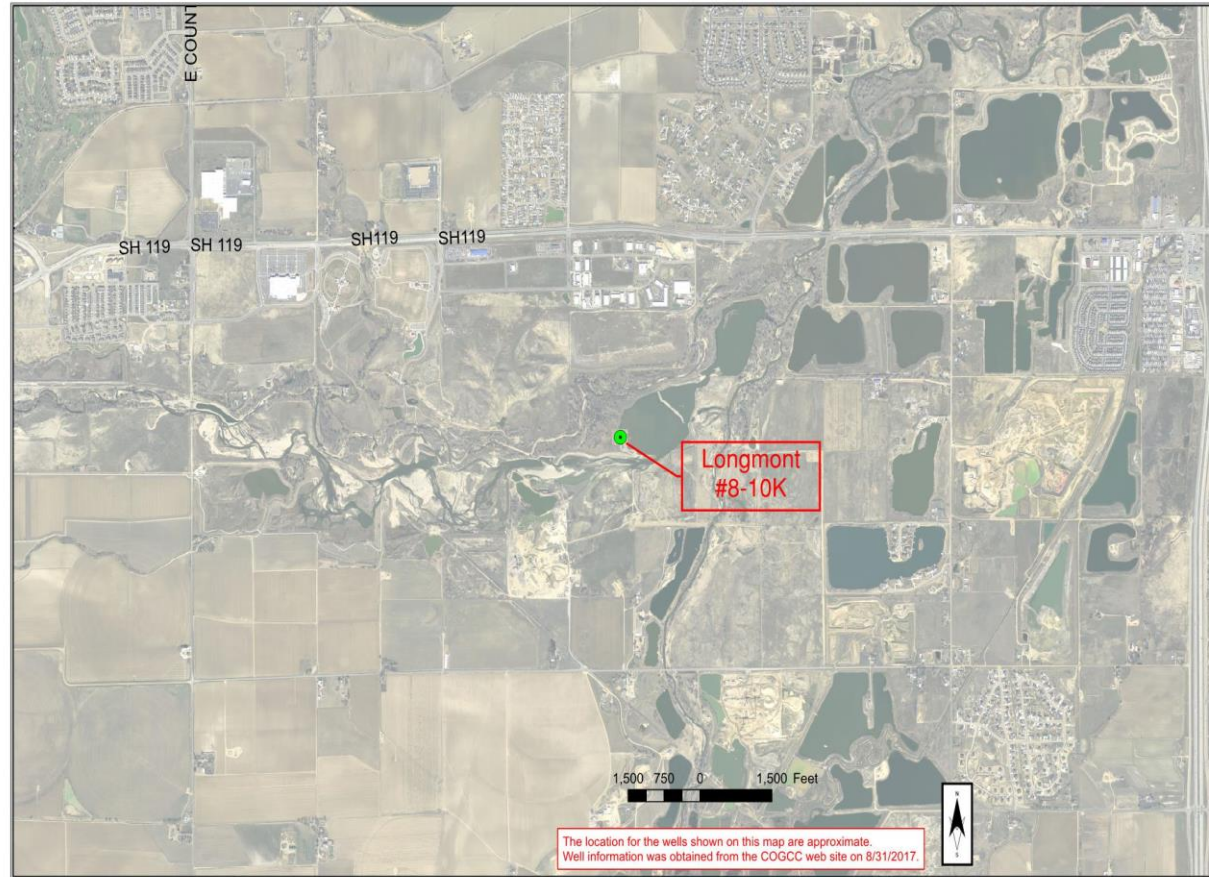 E COUNT
SH 119
SH 119
SH119
SH119
Longmont
#8-10K
1,500 750 0 1,500 Feet
N
S
The location for the wells shown on this map are approximate.
Well information was obtained from the COGCC web site on 8/31/2017.